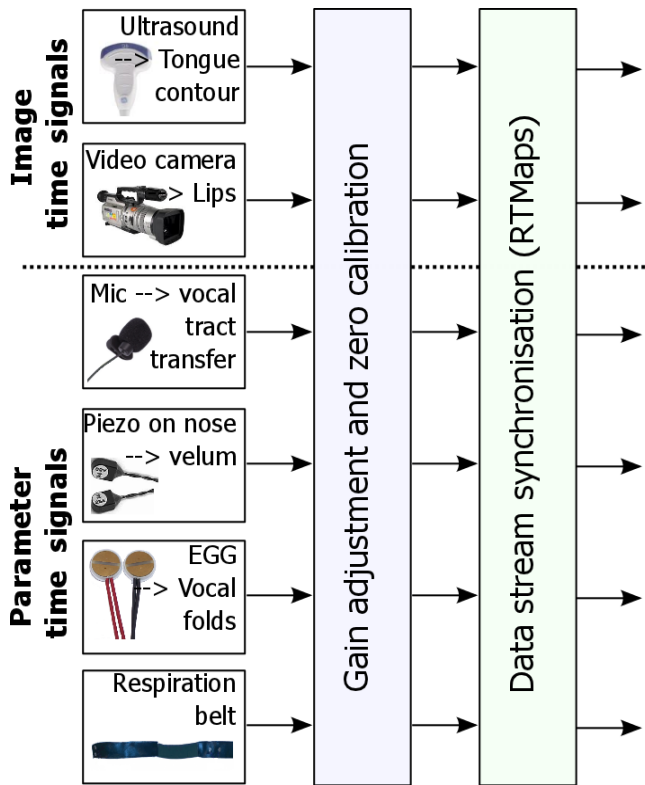 Image
time signals
Ultrasound
--> Tongue
contour
Video camera
> Lips
Parameter
time signals
Mic --> vocal
tract
transfer
Piezo on nose
--> velum
EGG
--> Vocal
folds
Respiration
belt
Gain adjustment and zero calibration
Data stream synchronisation (RTMaps)